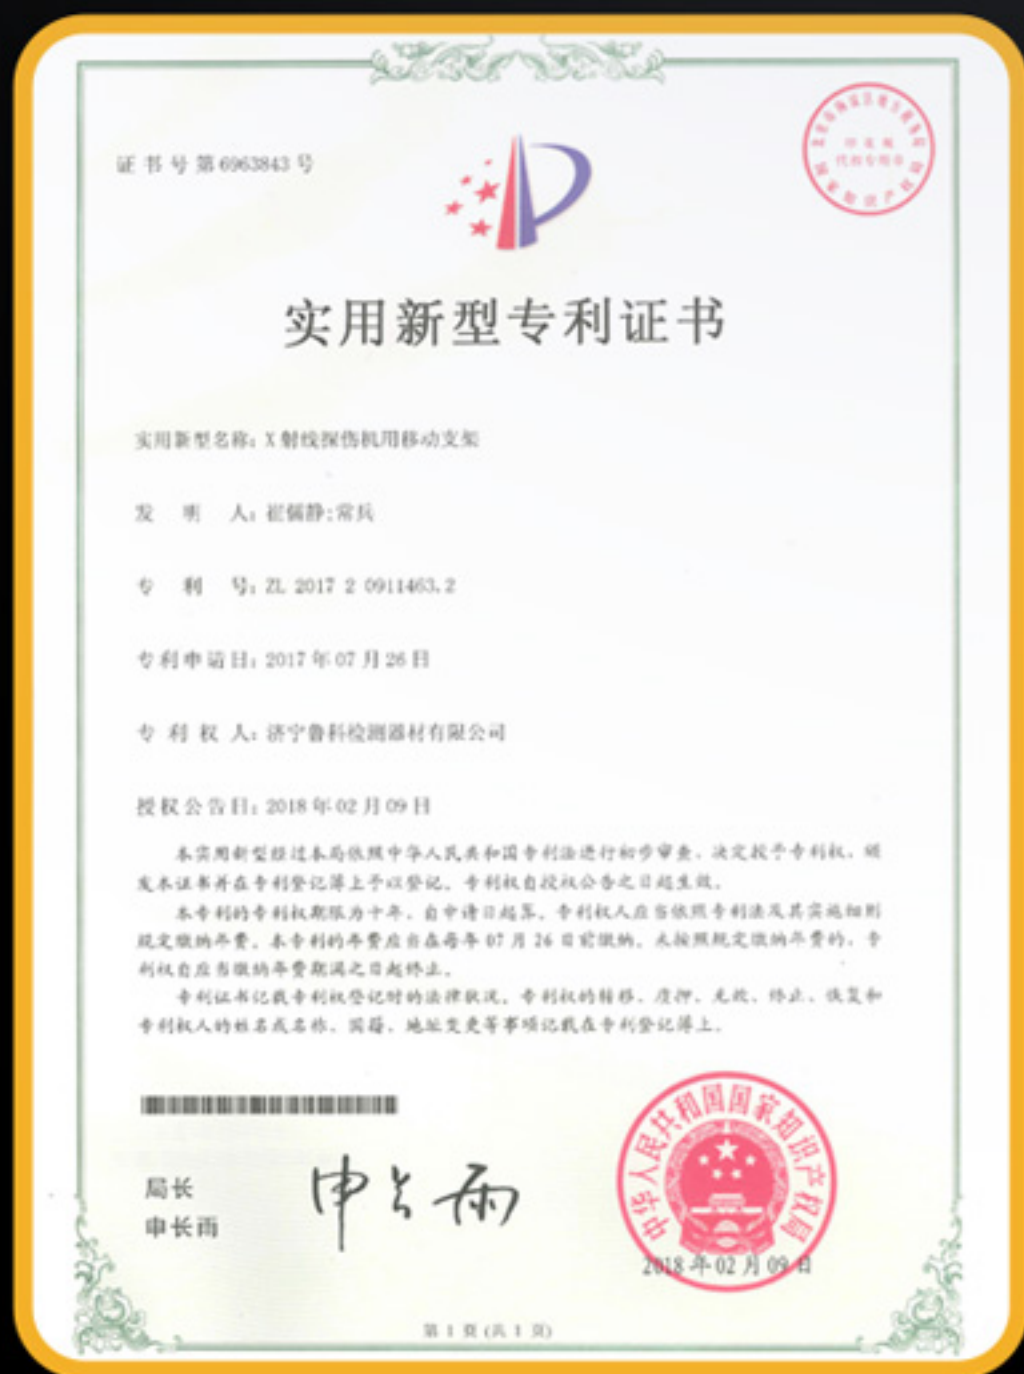 证书号第6963843号
实用新型专利证书
实用新型名称：X射线探伤机用移动支架
发 明 人：崔儒静;常兵
专 利 号：ZL 2017 2 0911463.2
专利申请日：2017年07月26日
专 利 权 人：济宁鲁科检测器材有限公司
授权公告日：2018年02月09日
本实用新型经过本局依照中华人民共和国专利法进行初步审查，决定授予专利权，颁
发本证书并在专利登记簿上予以登记。专利权自授权公告之日起生效。
本专利的专利权期限为十年，自申请日起算。专利权人应当依照专利法及其实施细则
规定缴纳年费。本专利的年费应当在每年07月26日前缴纳。未按照规定缴纳年费的，专
利权自应当缴纳年费期满之日起终止。
专利证书记载专利权登记时的法律状况。专利权的转移、质押、无效、终止、恢复和
专利权人的姓名或名称、国籍、地址变更等事项记载在专利登记簿上。
局长
申长雨
申长雨
中华人民共和国国家知识产权局
2018年02月09日
第1页(共1页)